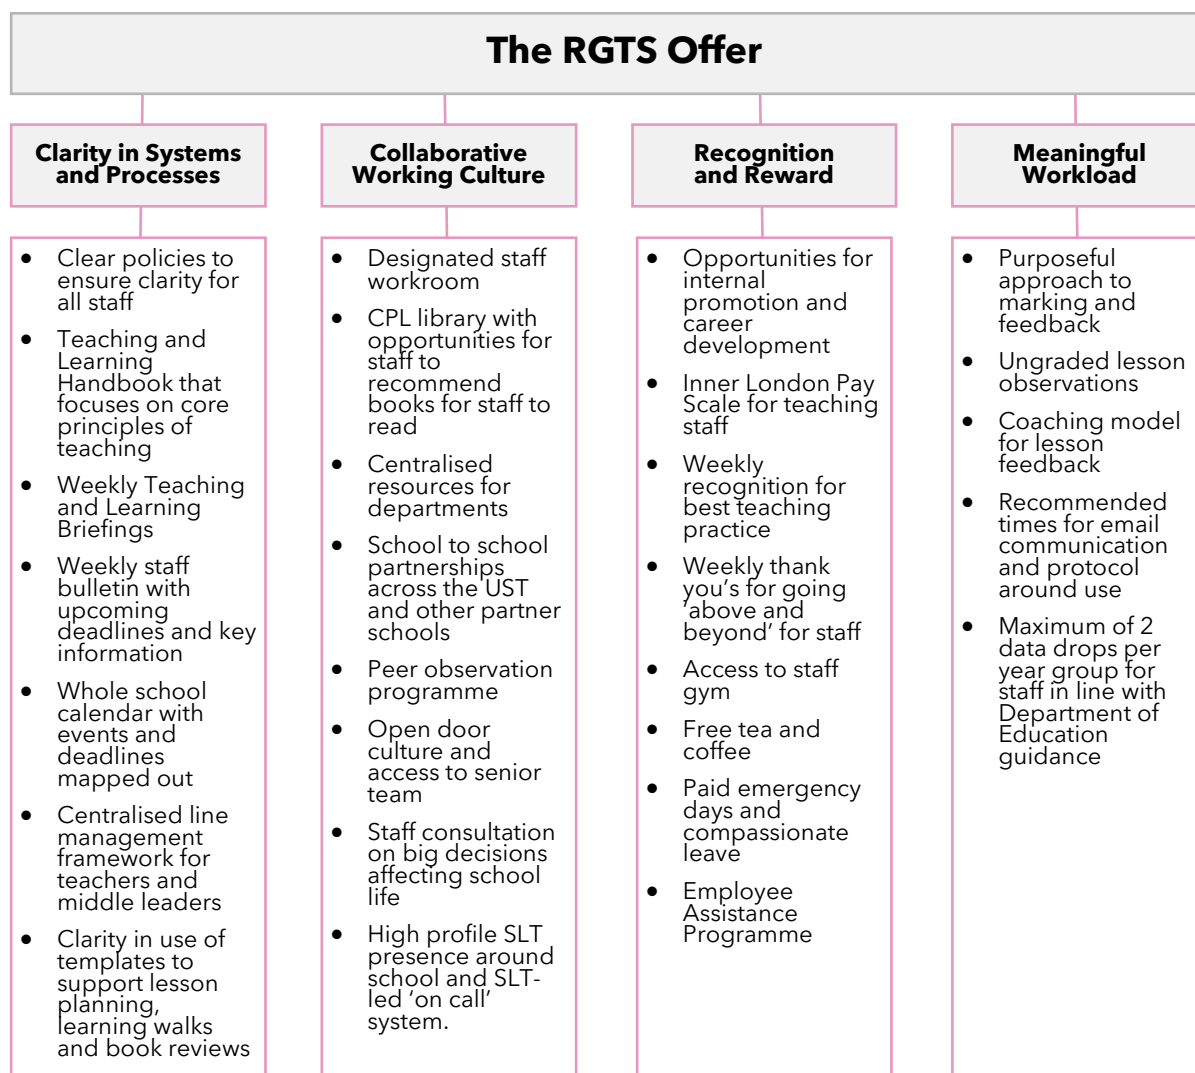 The RGTS Offer
Clarity in Systems
and Processes
• Clear policies to
ensure clarity for
all staff
• Teaching and
Learning
Handbook that
focuses on core
principles of
teaching
• Weekly Teaching
and Learning
Briefings
• Weekly staff
bulletin with
upcoming
deadlines and key
information
• Whole school
calendar with
events and
deadlines
mapped out
• Centralised line
management
framework for
teachers and
middle leaders
• Clarity in use of
templates to
support lesson
planning,
learning walks
and book reviews
Collaborative
Working Culture
• Designated staff
workroom
• CPL library with
opportunities for
staff to
recommend
books for staff to
read
• Centralised
resources for
departments
• School to school
partnerships
across the UST
and other partner
schools
• Peer observation
programme
• Open door
culture and
access to senior
team
• Staff consultation
on big decisions
affecting school
life
• High profile SLT
presence around
school and SLT-
led ‘on call’
system.
Recognition
and Reward
• Opportunities for
internal
promotion and
career
development
• Inner London Pay
Scale for teaching
staff
• Weekly
recognition for
best teaching
practice
• Weekly thank
you’s for going
‘above and
beyond’ for staff
• Access to staff
gym
• Free tea and
coffee
• Paid emergency
days and
compassionate
leave
• Employee
Assistance
Programme
Meaningful
Workload
• Purposeful
approach to
marking and
feedback
• Ungraded lesson
observations
• Coaching model
for lesson
feedback
• Recommended
times for email
communication
and protocol
around use
• Maximum of 2
data drops per
year group for
staff in line with
Department of
Education
guidance